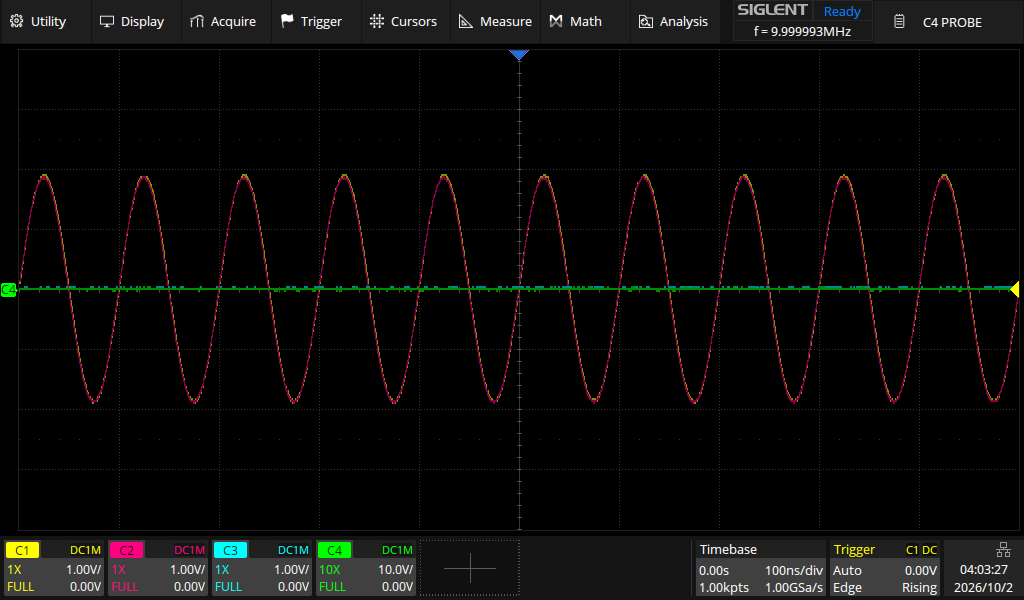 Utility Display Acquire Trigger Cursors Measure Math Analysis SIGLENT Ready C4 PROBE
f = 9.999993MHz
C4
C1 DC1M C2 DC1M C3 DC1M C4 DC1M Timebase Trigger C1 DC
1X 1.00V/ 1X 1.00V/ 1X 1.00V/ 10X 10.0V/ 0.00s 100ns/div Auto 0.00V 04:03:27
FULL 0.00V FULL 0.00V FULL 0.00V FULL 0.00V 1.00kpts 1.00GSa/s Edge Rising 2026/10/2